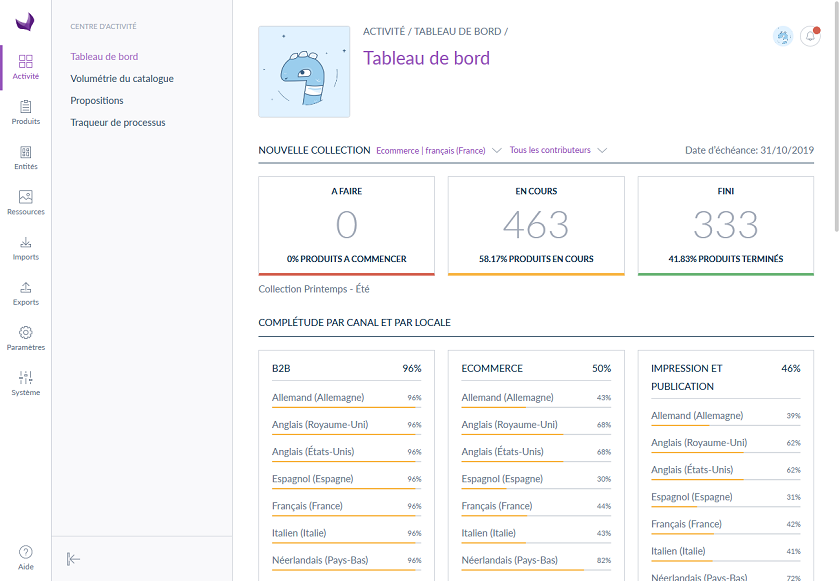 CENTRE D'ACTIVITÉ
Tableau de bord
Volumétrie du catalogue
Propositions
Traqueur de processus
Activité
Produits
Entités
Ressources
Imports
Exports
Paramètres
Système
Aide
ACTIVITÉ / TABLEAU DE BORD /
Tableau de bord
NOUVELLE COLLECTION Ecommerce | français (France) Tous les contributeurs Date d'échéance: 31/10/2019
A FAIRE
0
0% PRODUITS A COMMENCER
EN COURS
463
58.17% PRODUITS EN COURS
FINI
333
41.83% PRODUITS TERMINÉS
Collection Printemps - Été
COMPLÉTUDE PAR CANAL ET PAR LOCALE
B2B 96%
Allemand (Allemagne) 96%
Anglais (Royaume-Uni) 96%
Anglais (États-Unis) 96%
Espagnol (Espagne) 96%
Français (France) 96%
Italien (Italie) 96%
Néerlandais (Pays-Bas) 96%
ECOMMERCE 50%
Allemand (Allemagne) 43%
Anglais (Royaume-Uni) 68%
Anglais (États-Unis) 68%
Espagnol (Espagne) 30%
Français (France) 44%
Italien (Italie) 43%
Néerlandais (Pays-Bas) 82%
IMPRESSION ET 46%
PUBLICATION
Allemand (Allemagne) 39%
Anglais (Royaume-Uni) 62%
Anglais (États-Unis) 62%
Espagnol (Espagne) 31%
Français (France) 42%
Italien (Italie) 41%
Néerlandais (Pays-Bas) 72%